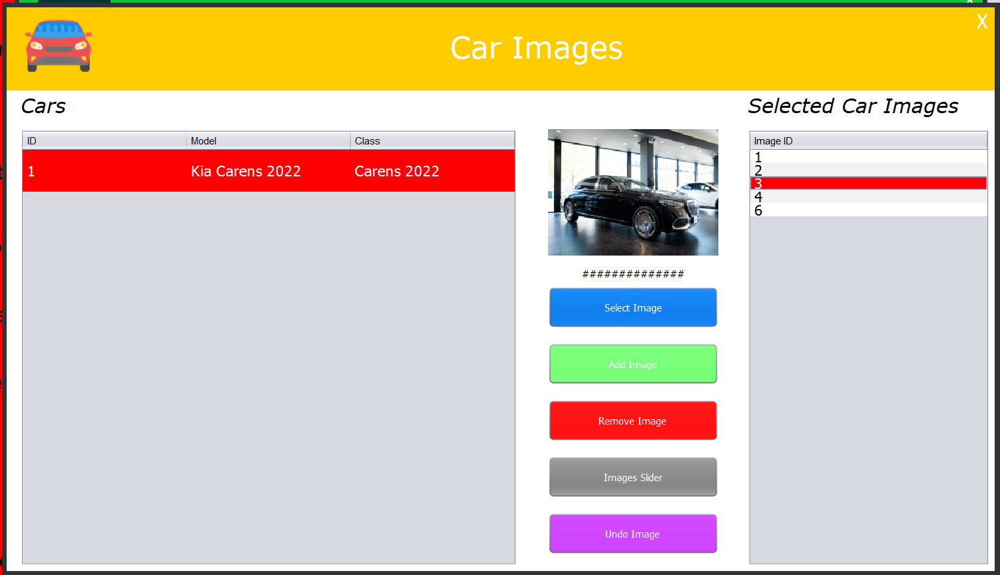 X
Car Images
Cars
Selected Car Images
ID Model Class
1 Kia Carens 2022 Carens 2022
Image ID
1
2
3
4
6
##############
Select Image
Add Image
Remove Image
Images Slider
Undo Image